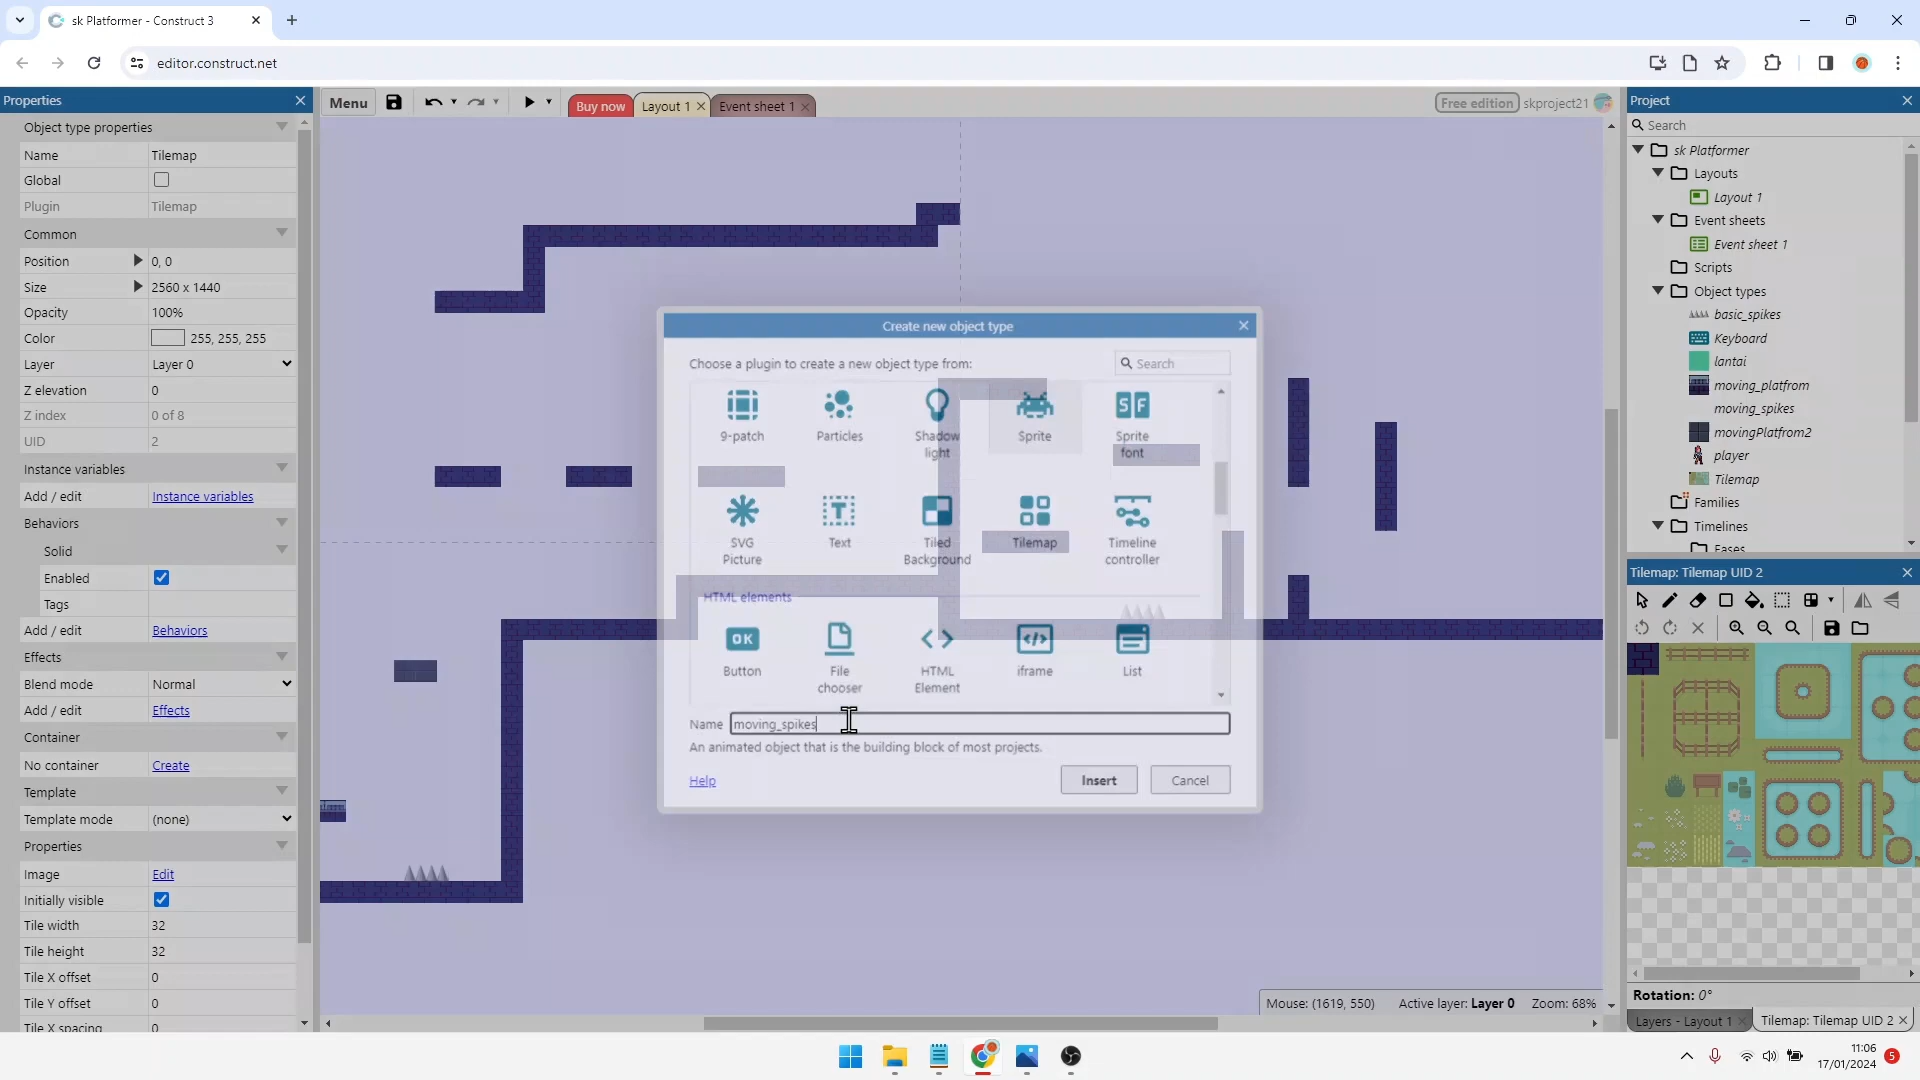 sk Platformer - Construct 3
editor.construct.net
Properties
Object type properties
Name
Tilemap
Global
Plugin
Tilemap
Common
Position
0, 0
Size
2560 x 1440
Opacity
100%
Color
255, 255, 255
Layer
Layer 0
Z elevation
0
Z index
0 of 8
UID
2
Instance variables
Add / edit
Instance variables
Behaviors
Solid
Enabled
Tags
Add / edit
Behaviors
Effects
Blend mode
Normal
Add / edit
Effects
Container
No container
Create
Template
Template mode
(none)
Properties
Image
Edit
Initially visible
Tile width
32
Tile height
32
Tile X offset
0
Tile Y offset
0
Tile X spacing
0
Menu
Buy now
Layout 1
Event sheet 1
Free edition
skproject21
Create new object type
Choose a plugin to create a new object type from:
Search
9-patch
Particles
Shadow
light
Sprite
SF
Sprite
font
SVG
Picture
T
Text
Tiled
Background
Tilemap
Timeline
controller
HTML elements
OK
Button
File
chooser
HTML
Element
iframe
List
Name
moving_spikes
An animated object that is the building block of most projects.
Help
Insert
Cancel
Mouse: (1619, 550)
Active layer: Layer 0
Zoom: 68%
Project
Search
sk Platformer
Layouts
Layout 1
Event sheets
Event sheet 1
Scripts
Object types
basic_spikes
Keyboard
lantai
moving_platfrom
moving_spikes
movingPlatfrom2
player
Tilemap
Families
Timelines
Eases
Tilemap: Tilemap UID 2
Rotation: 0°
Layers - Layout 1
Tilemap: Tilemap UID 2
11:06
17/01/2024
5